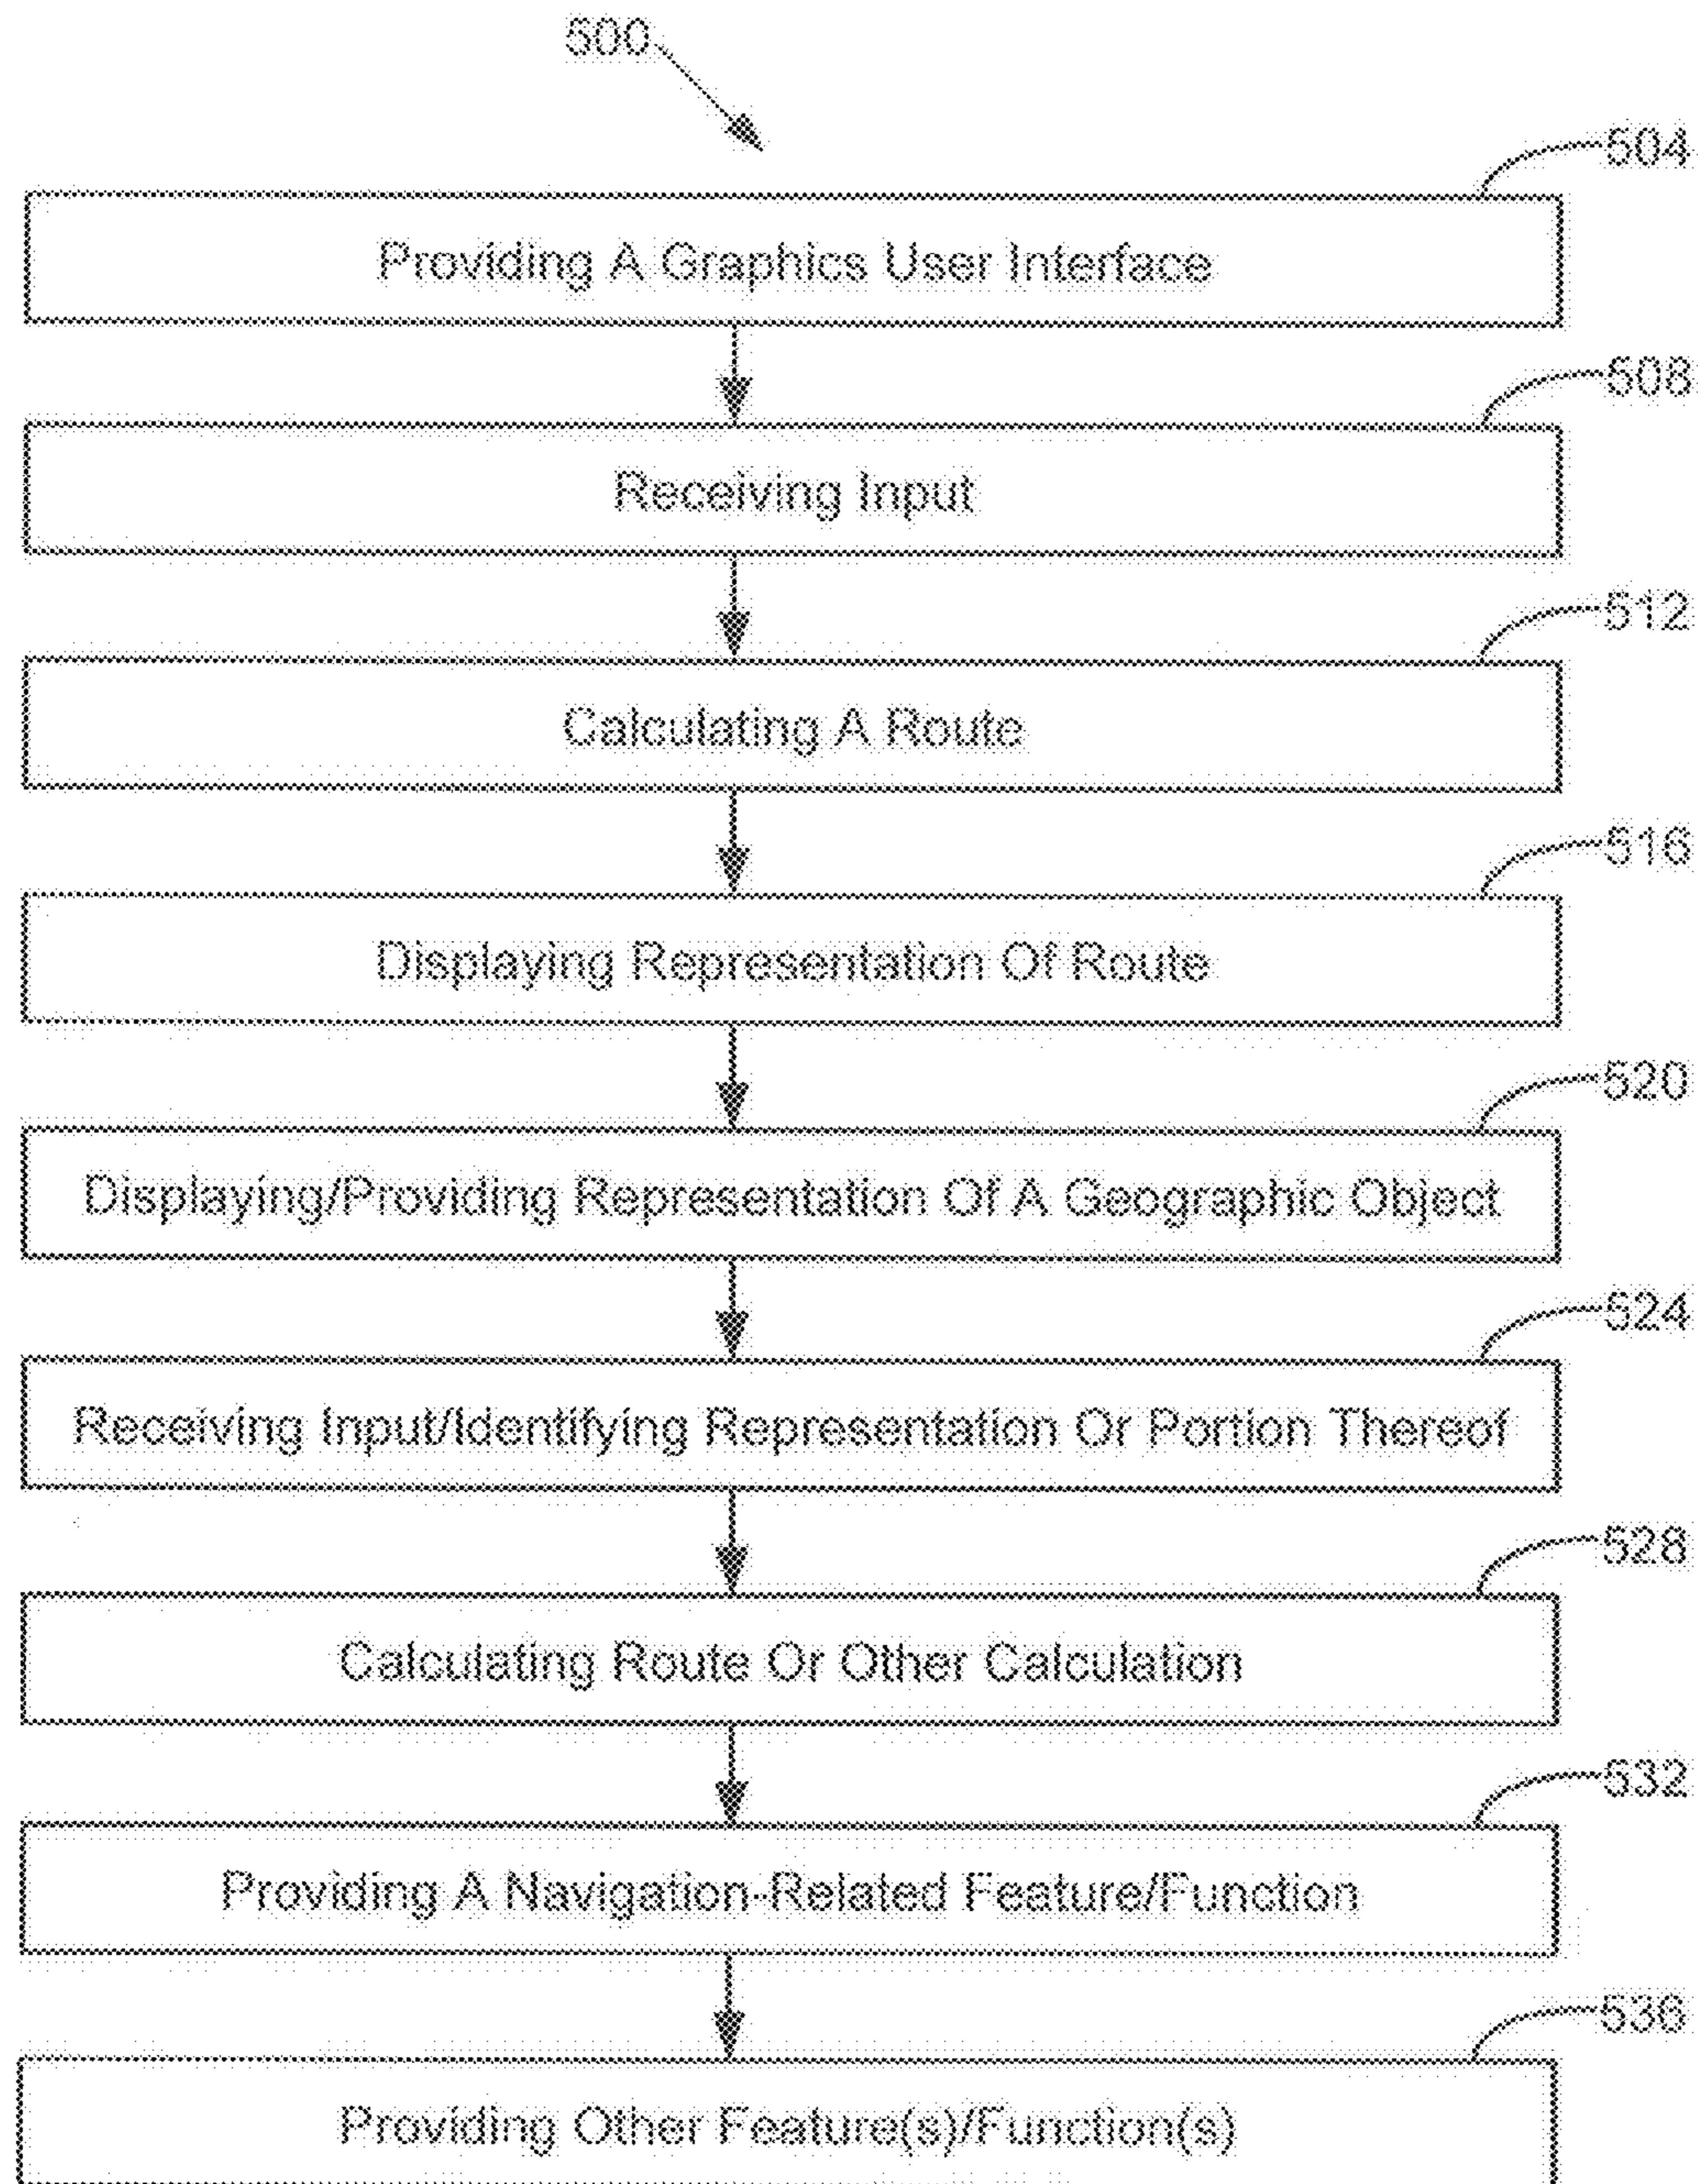 500
504
Providing A Graphics User Interface
508
Receiving Input
512
Calculating A Route
516
Displaying Representation Of Route
520
Displaying/Providing Representation Of A Geographic Object
524
Receiving Input/Identifying Representation Or Portion Thereof
528
Calculating Route Or Other Calculation
532
Providing A Navigation-Related Feature/Function
536
Providing Other Feature(s)/Function(s)